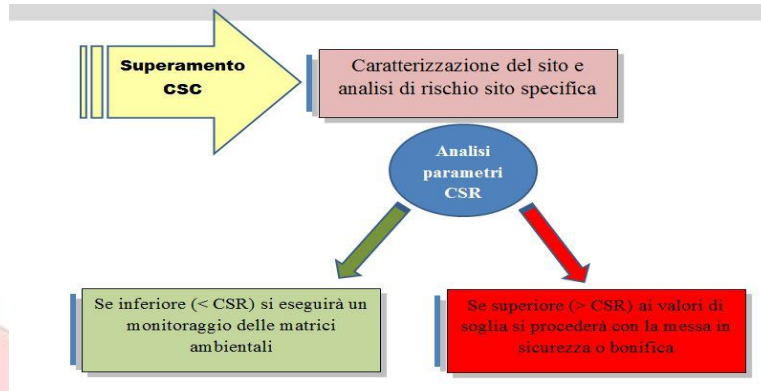 Superamento
CSC
Caratterizzazione del sito e
analisi di rischio sito specifica
Analisi
parametri
CSR
Se inferiore (< CSR) si eseguirà un
monitoraggio delle matrici
ambientali
Se superiore (> CSR) ai valori di
soglia si procederà con la messa in
sicurezza o bonifica